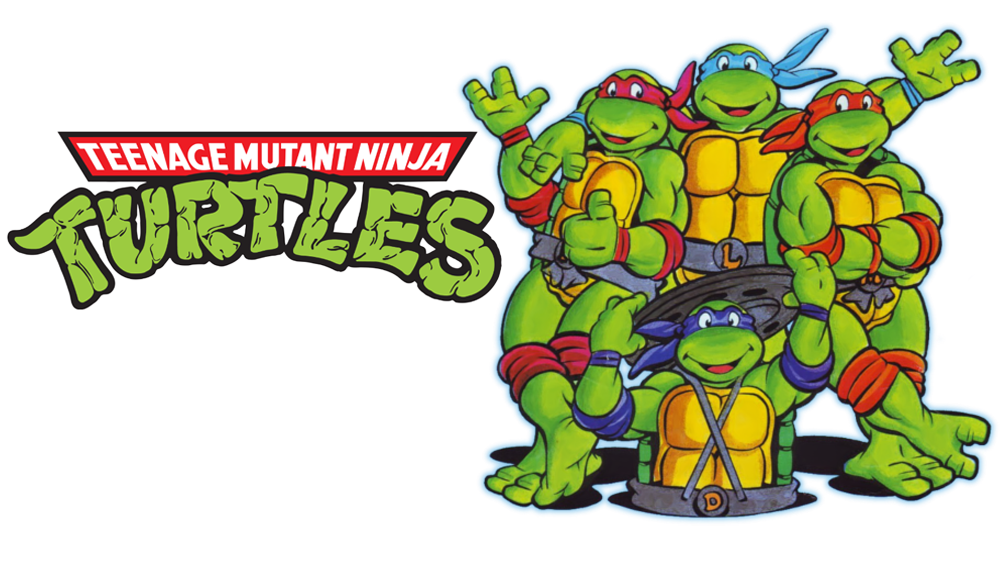 TEENAGE MUTANT NINJA
TURTLES
L
D